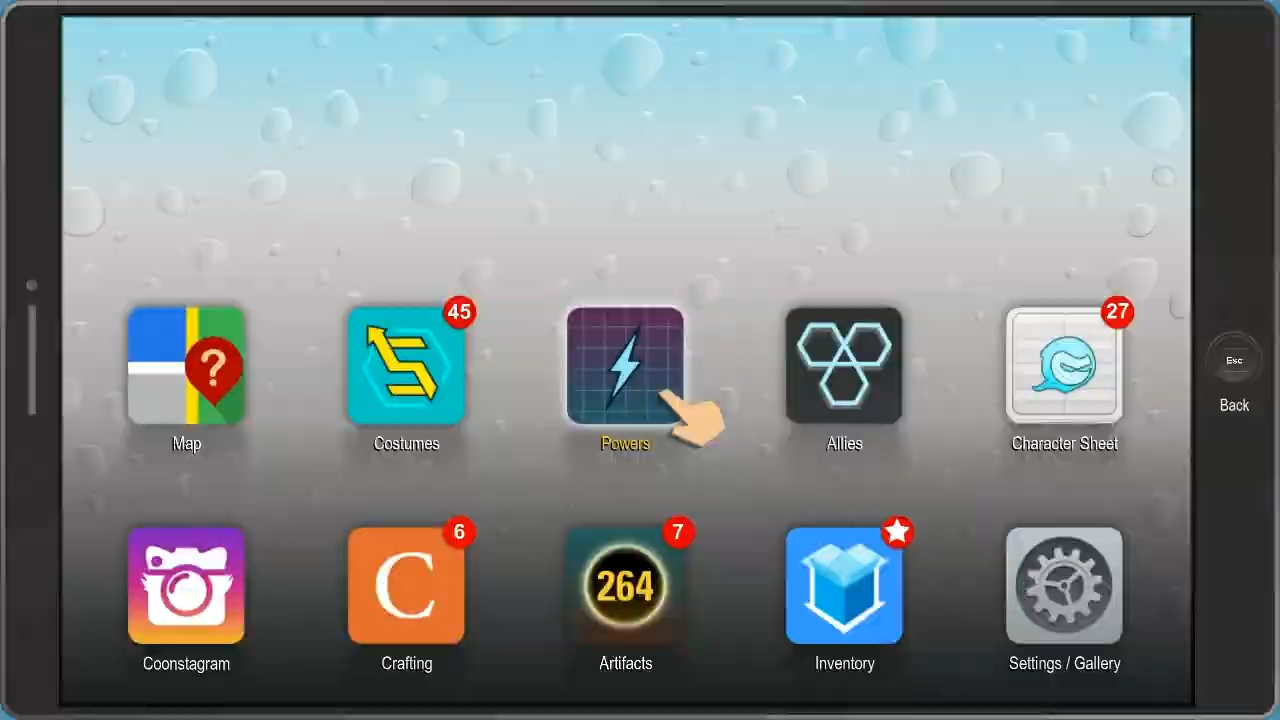 45
27
?
Esc
Map
Costumes
Powers
Allies
Character Sheet
Back
6
7
C
264
Coonstagram
Crafting
Artifacts
Inventory
Settings / Gallery